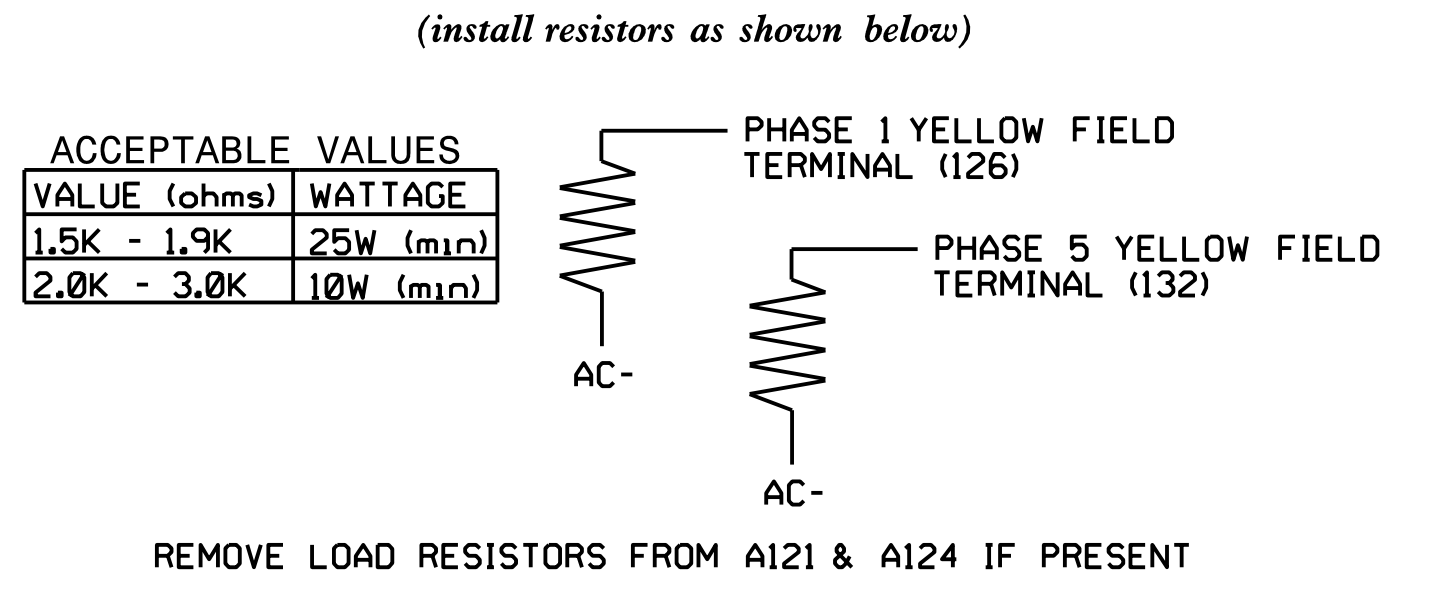 (install resistors as shown below)
ACCEPTABLE VALUES
VALUE (ohms) WATTAGE
1.5K - 1.9K 25W (min)
2.0K - 3.0K 10W (min)
PHASE 1 YELLOW FIELD
TERMINAL (126)
AC-
PHASE 5 YELLOW FIELD
TERMINAL (132)
AC-
REMOVE LOAD RESISTORS FROM A121 & A124 IF PRESENT